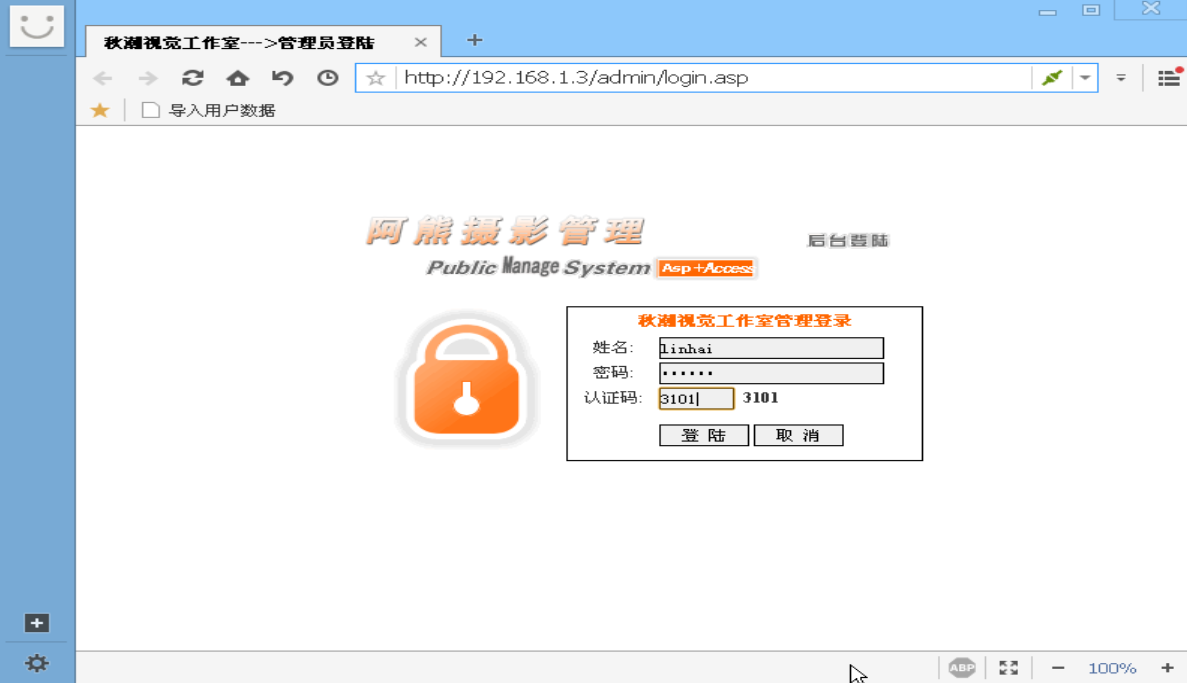 秋潮视觉工作室--->管理员登陆
http://192.168.1.3/admin/login.asp
导入用户数据
阿熊摄影管理
后台登陆
Public Manage System Asp+Access
秋潮视觉工作室管理登录
姓名: linhai
密码: ••••••
认证码: 3101 3101
登 陆 取 消
ABP 100%